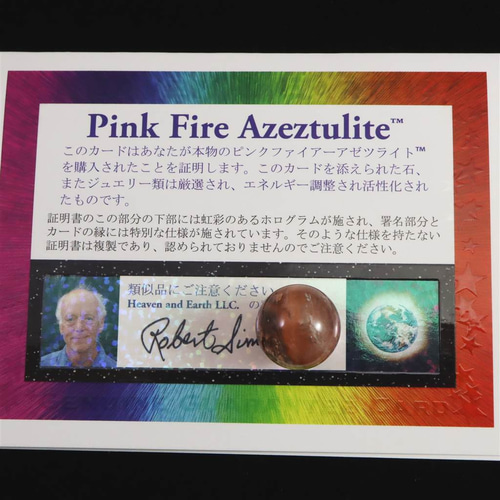 Pink Fire Azeztulite™
このカードはあなたが本物のピンクファイアーアゼツライト™
を購入されたことを証明します。このカードを添えられた石、
またジュエリー類は厳選され、エネルギー調整され活性化され
たものです。
証明書のこの部分の下部には虹彩のあるホログラムが施され、署名部分と
カードの縁には特別な仕様が施されています。そのような仕様を持たない
証明書は複製であり、認められておりませんのでご注意ください。
類似品にご注意ください
Heaven and Earth LLC. の
Robert Sim